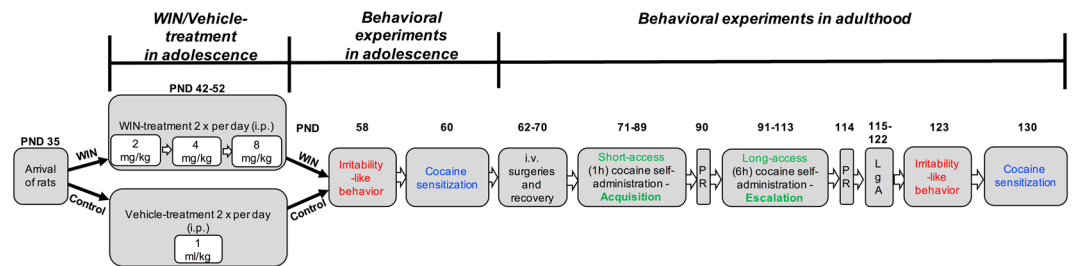 WIN/Vehicle-
treatment
in adolescence
Behavioral
experiments
in adolescence
Behavioral experiments in adulthood
PND 42-52
WIN-treatment 2 x per day (i.p.)
2
mg/kg
4
mg/kg
8
mg/kg
PND 35
Arrival
of rats
WIN
Control
Vehicle-treatment 2 x per day
(i.p.)
1
ml/kg
WIN
Control
PND
58
Irritability
-like
behavior
60
Cocaine
sensitization
62-70
i.v.
surgeries
and
recovery
71-89
Short-access
(1h) cocaine self-
administration -
Acquisition
90
P
R
91-113
Long-access
(6h) cocaine self-
administration -
Escalation
114
P
R
115-
122
L
g
A
123
Irritability
-like
behavior
130
Cocaine
sensitization